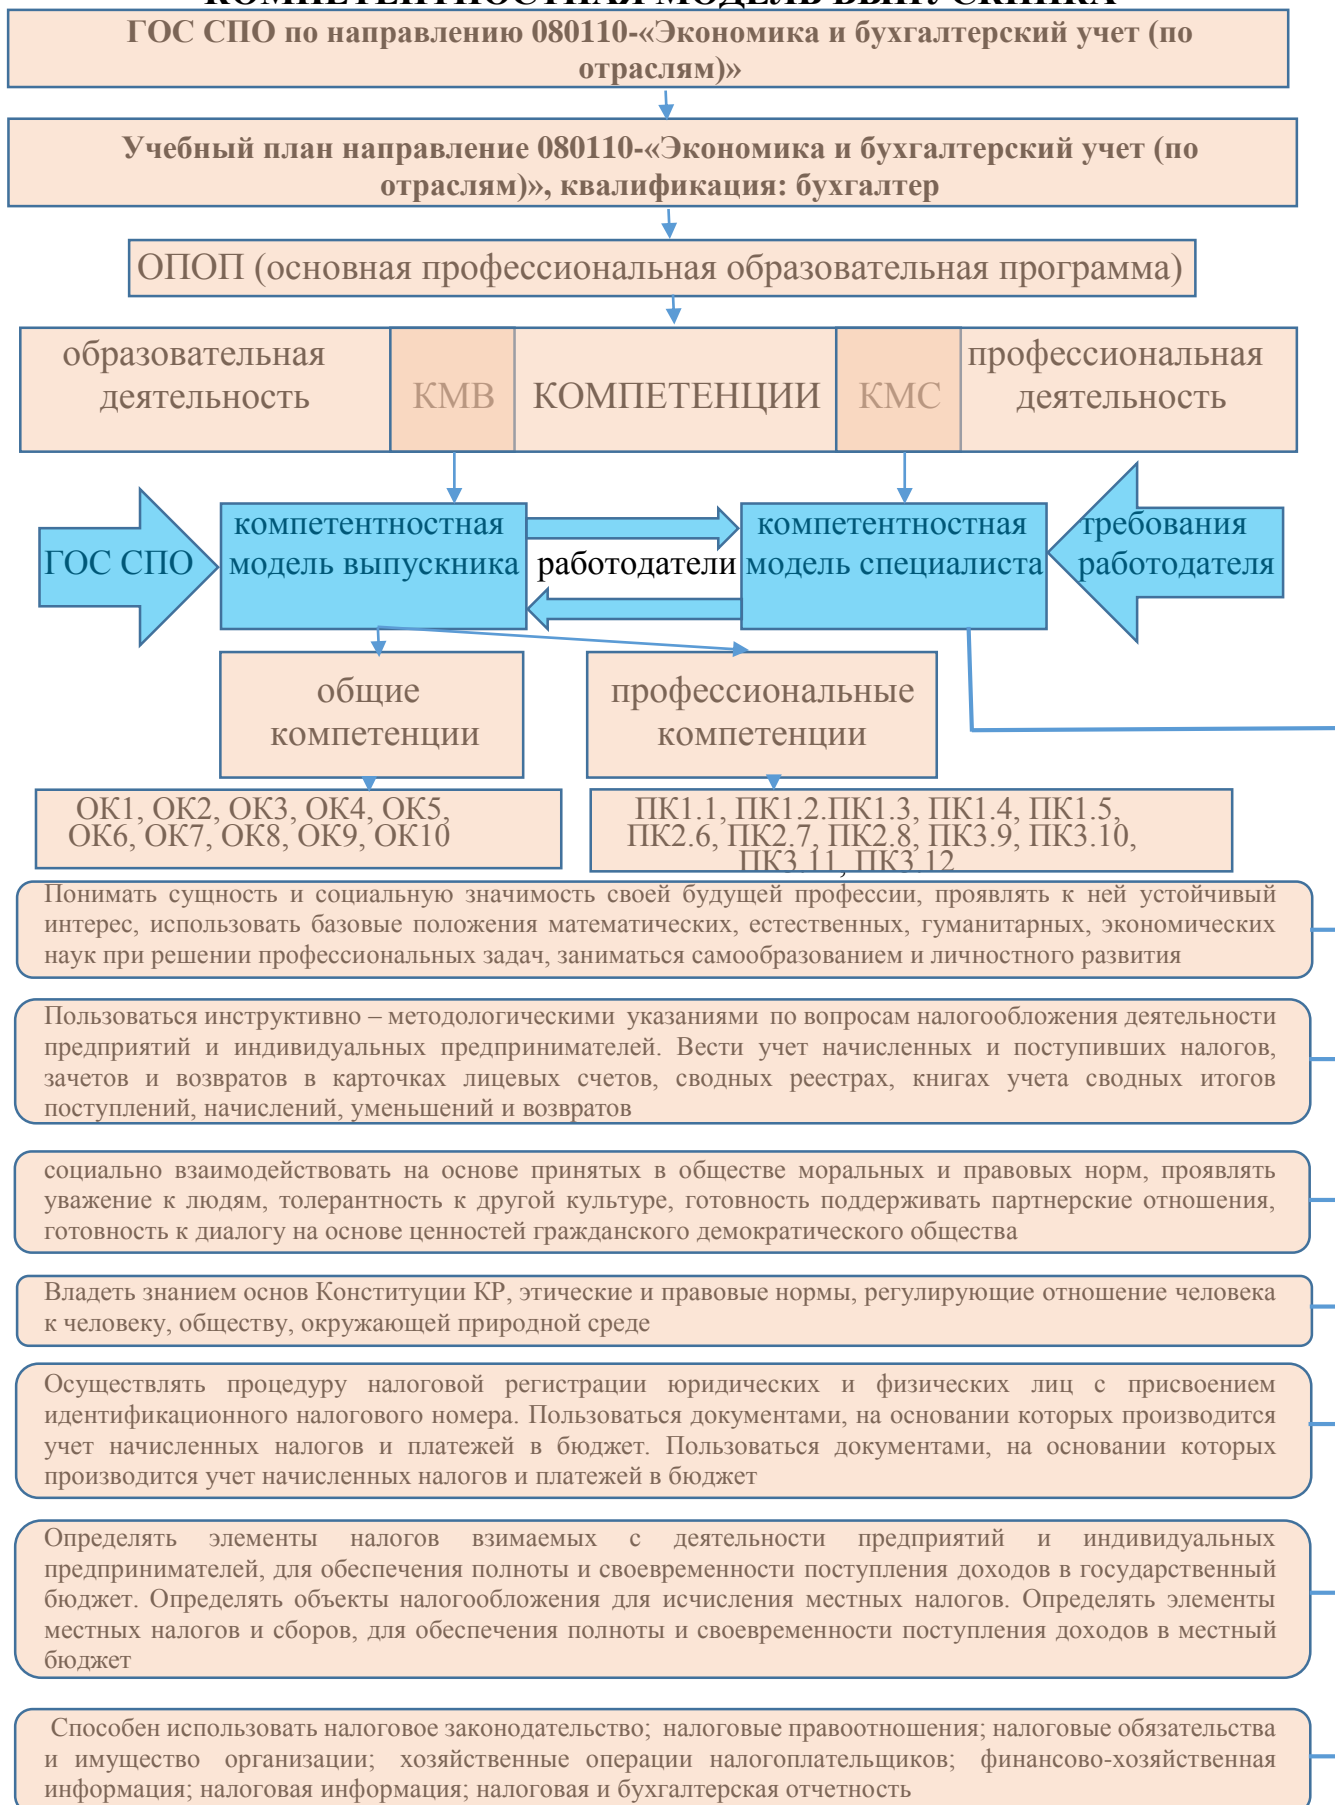 КОМПЕТЕНТНОСТНАЯ МОДЕЛЬ ВЫПУСКНИКА
ГОС СПО по направлению 080110-«Экономика и бухгалтерский учет (по
отраслям)»
Учебный план направление 080110-«Экономика и бухгалтерский учет (по
отраслям)», квалификация: бухгалтер
ОПОП (основная профессиональная образовательная программа)
образовательная
деятельность
КМВ
КОМПЕТЕНЦИИ
КМС
профессиональная
деятельность
ГОС СПО
компетентностная
модель выпускника
работодатели
компетентностная
модель специалиста
требования
работодателя
общие
компетенции
профессиональные
компетенции
ОК1, ОК2, ОК3, ОК4, ОК5,
ОК6, ОК7, ОК8, ОК9, ОК10
ПК1.1, ПК1.2.ПК1.3, ПК1.4, ПК1.5,
ПК2.6, ПК2.7, ПК2.8, ПК3.9, ПК3.10,
ПК3.11, ПК3.12
Понимать сущность и социальную значимость своей будущей профессии, проявлять к ней устойчивый
интерес, использовать базовые положения математических, естественных, гуманитарных, экономических
наук при решении профессиональных задач, заниматься самообразованием и личностного развития
Пользоваться инструктивно – методологическими указаниями по вопросам налогообложения деятельности
предприятий и индивидуальных предпринимателей. Вести учет начисленных и поступивших налогов,
зачетов и возвратов в карточках лицевых счетов, сводных реестрах, книгах учета сводных итогов
поступлений, начислений, уменьшений и возвратов
социально взаимодействовать на основе принятых в обществе моральных и правовых норм, проявлять
уважение к людям, толерантность к другой культуре, готовность поддерживать партнерские отношения,
готовность к диалогу на основе ценностей гражданского демократического общества
Владеть знанием основ Конституции КР, этические и правовые нормы, регулирующие отношение человека
к человеку, обществу, окружающей природной среде
Осуществлять процедуру налоговой регистрации юридических и физических лиц с присвоением
идентификационного налогового номера. Пользоваться документами, на основании которых производится
учет начисленных налогов и платежей в бюджет. Пользоваться документами, на основании которых
производится учет начисленных налогов и платежей в бюджет
Определять элементы налогов взимаемых с деятельности предприятий и индивидуальных
предпринимателей, для обеспечения полноты и своевременности поступления доходов в государственный
бюджет. Определять объекты налогообложения для исчисления местных налогов. Определять элементы
местных налогов и сборов, для обеспечения полноты и своевременности поступления доходов в местный
бюджет
Способен использовать налоговое законодательство; налоговые правоотношения; налоговые обязательства
и имущество организации; хозяйственные операции налогоплательщиков; финансово-хозяйственная
информация; налоговая информация; налоговая и бухгалтерская отчетность